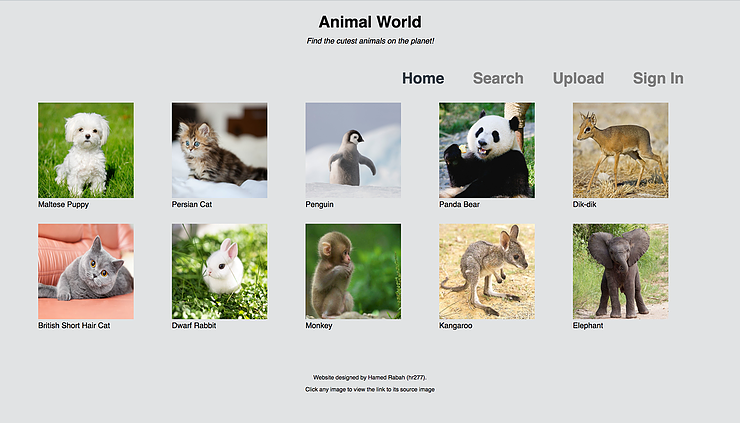 Animal World
Find the cutest animals on the planet!
Home Search Upload Sign In
Maltese Puppy Persian Cat Penguin Panda Bear Dik-dik
British Short Hair Cat Dwarf Rabbit Monkey Kangaroo Elephant
Website designed by Hamed Rabah (hr277).
Click any image to view the link to its source image